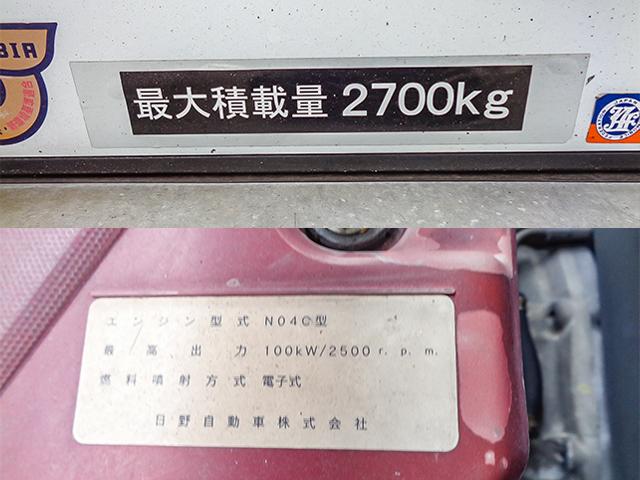 BIA
最大積載量 2700kg
エンジン型式 N04C型
最高出力 100kW/2500 r.p.m.
燃料噴射方式 電子式
日野自動車株式会社